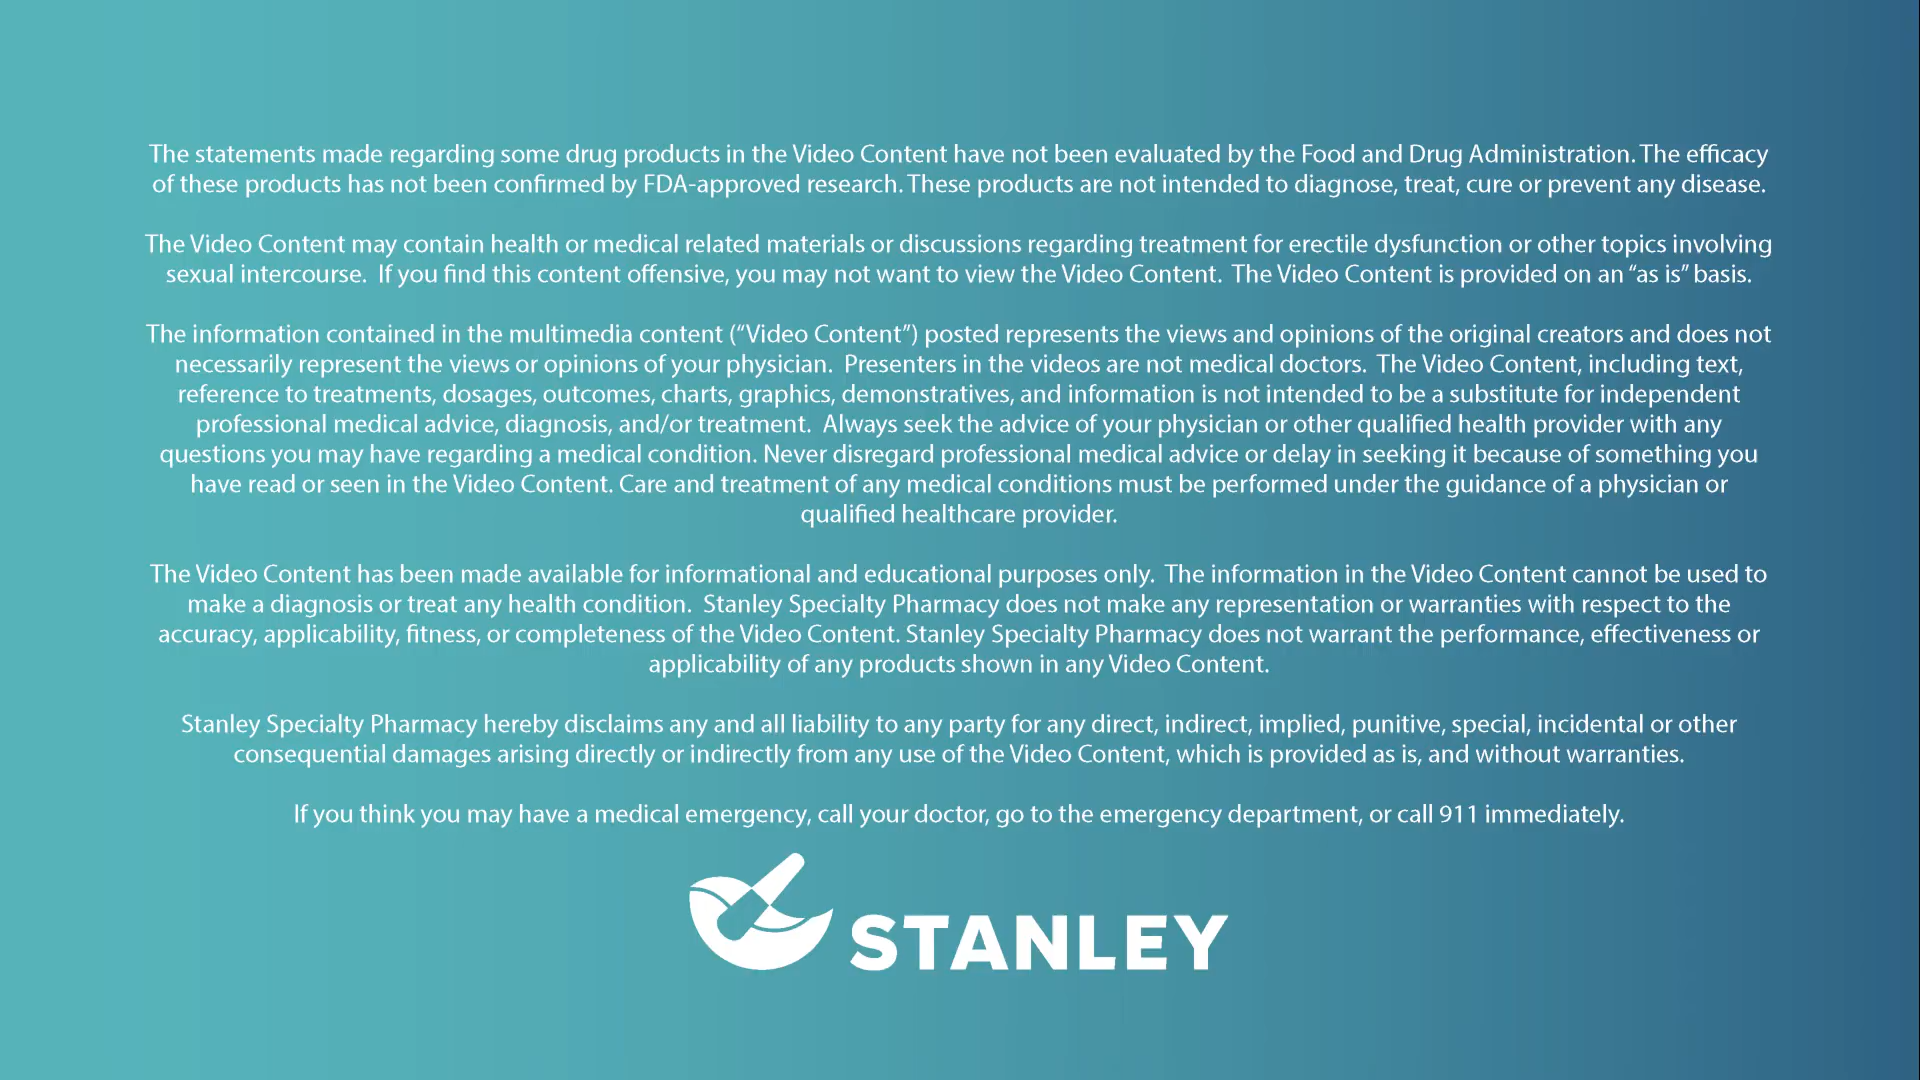 The statements made regarding some drug products in the Video Content have not been evaluated by the Food and Drug Administration. The efficacy
of these products has not been confirmed by FDA-approved research. These products are not intended to diagnose, treat, cure or prevent any disease.
The Video Content may contain health or medical related materials or discussions regarding treatment for erectile dysfunction or other topics involving
sexual intercourse.  If you find this content offensive, you may not want to view the Video Content.  The Video Content is provided on an “as is” basis.
The information contained in the multimedia content (“Video Content”) posted represents the views and opinions of the original creators and does not
necessarily represent the views or opinions of your physician.  Presenters in the videos are not medical doctors.  The Video Content, including text,
reference to treatments, dosages, outcomes, charts, graphics, demonstratives, and information is not intended to be a substitute for independent
professional medical advice, diagnosis, and/or treatment.  Always seek the advice of your physician or other qualified health provider with any
questions you may have regarding a medical condition. Never disregard professional medical advice or delay in seeking it because of something you
have read or seen in the Video Content. Care and treatment of any medical conditions must be performed under the guidance of a physician or
qualified healthcare provider.
The Video Content has been made available for informational and educational purposes only.  The information in the Video Content cannot be used to
make a diagnosis or treat any health condition.  Stanley Specialty Pharmacy does not make any representation or warranties with respect to the
accuracy, applicability, fitness, or completeness of the Video Content. Stanley Specialty Pharmacy does not warrant the performance, effectiveness or
applicability of any products shown in any Video Content.
Stanley Specialty Pharmacy hereby disclaims any and all liability to any party for any direct, indirect, implied, punitive, special, incidental or other
consequential damages arising directly or indirectly from any use of the Video Content, which is provided as is, and without warranties.
If you think you may have a medical emergency, call your doctor, go to the emergency department, or call 911 immediately.
STANLEY